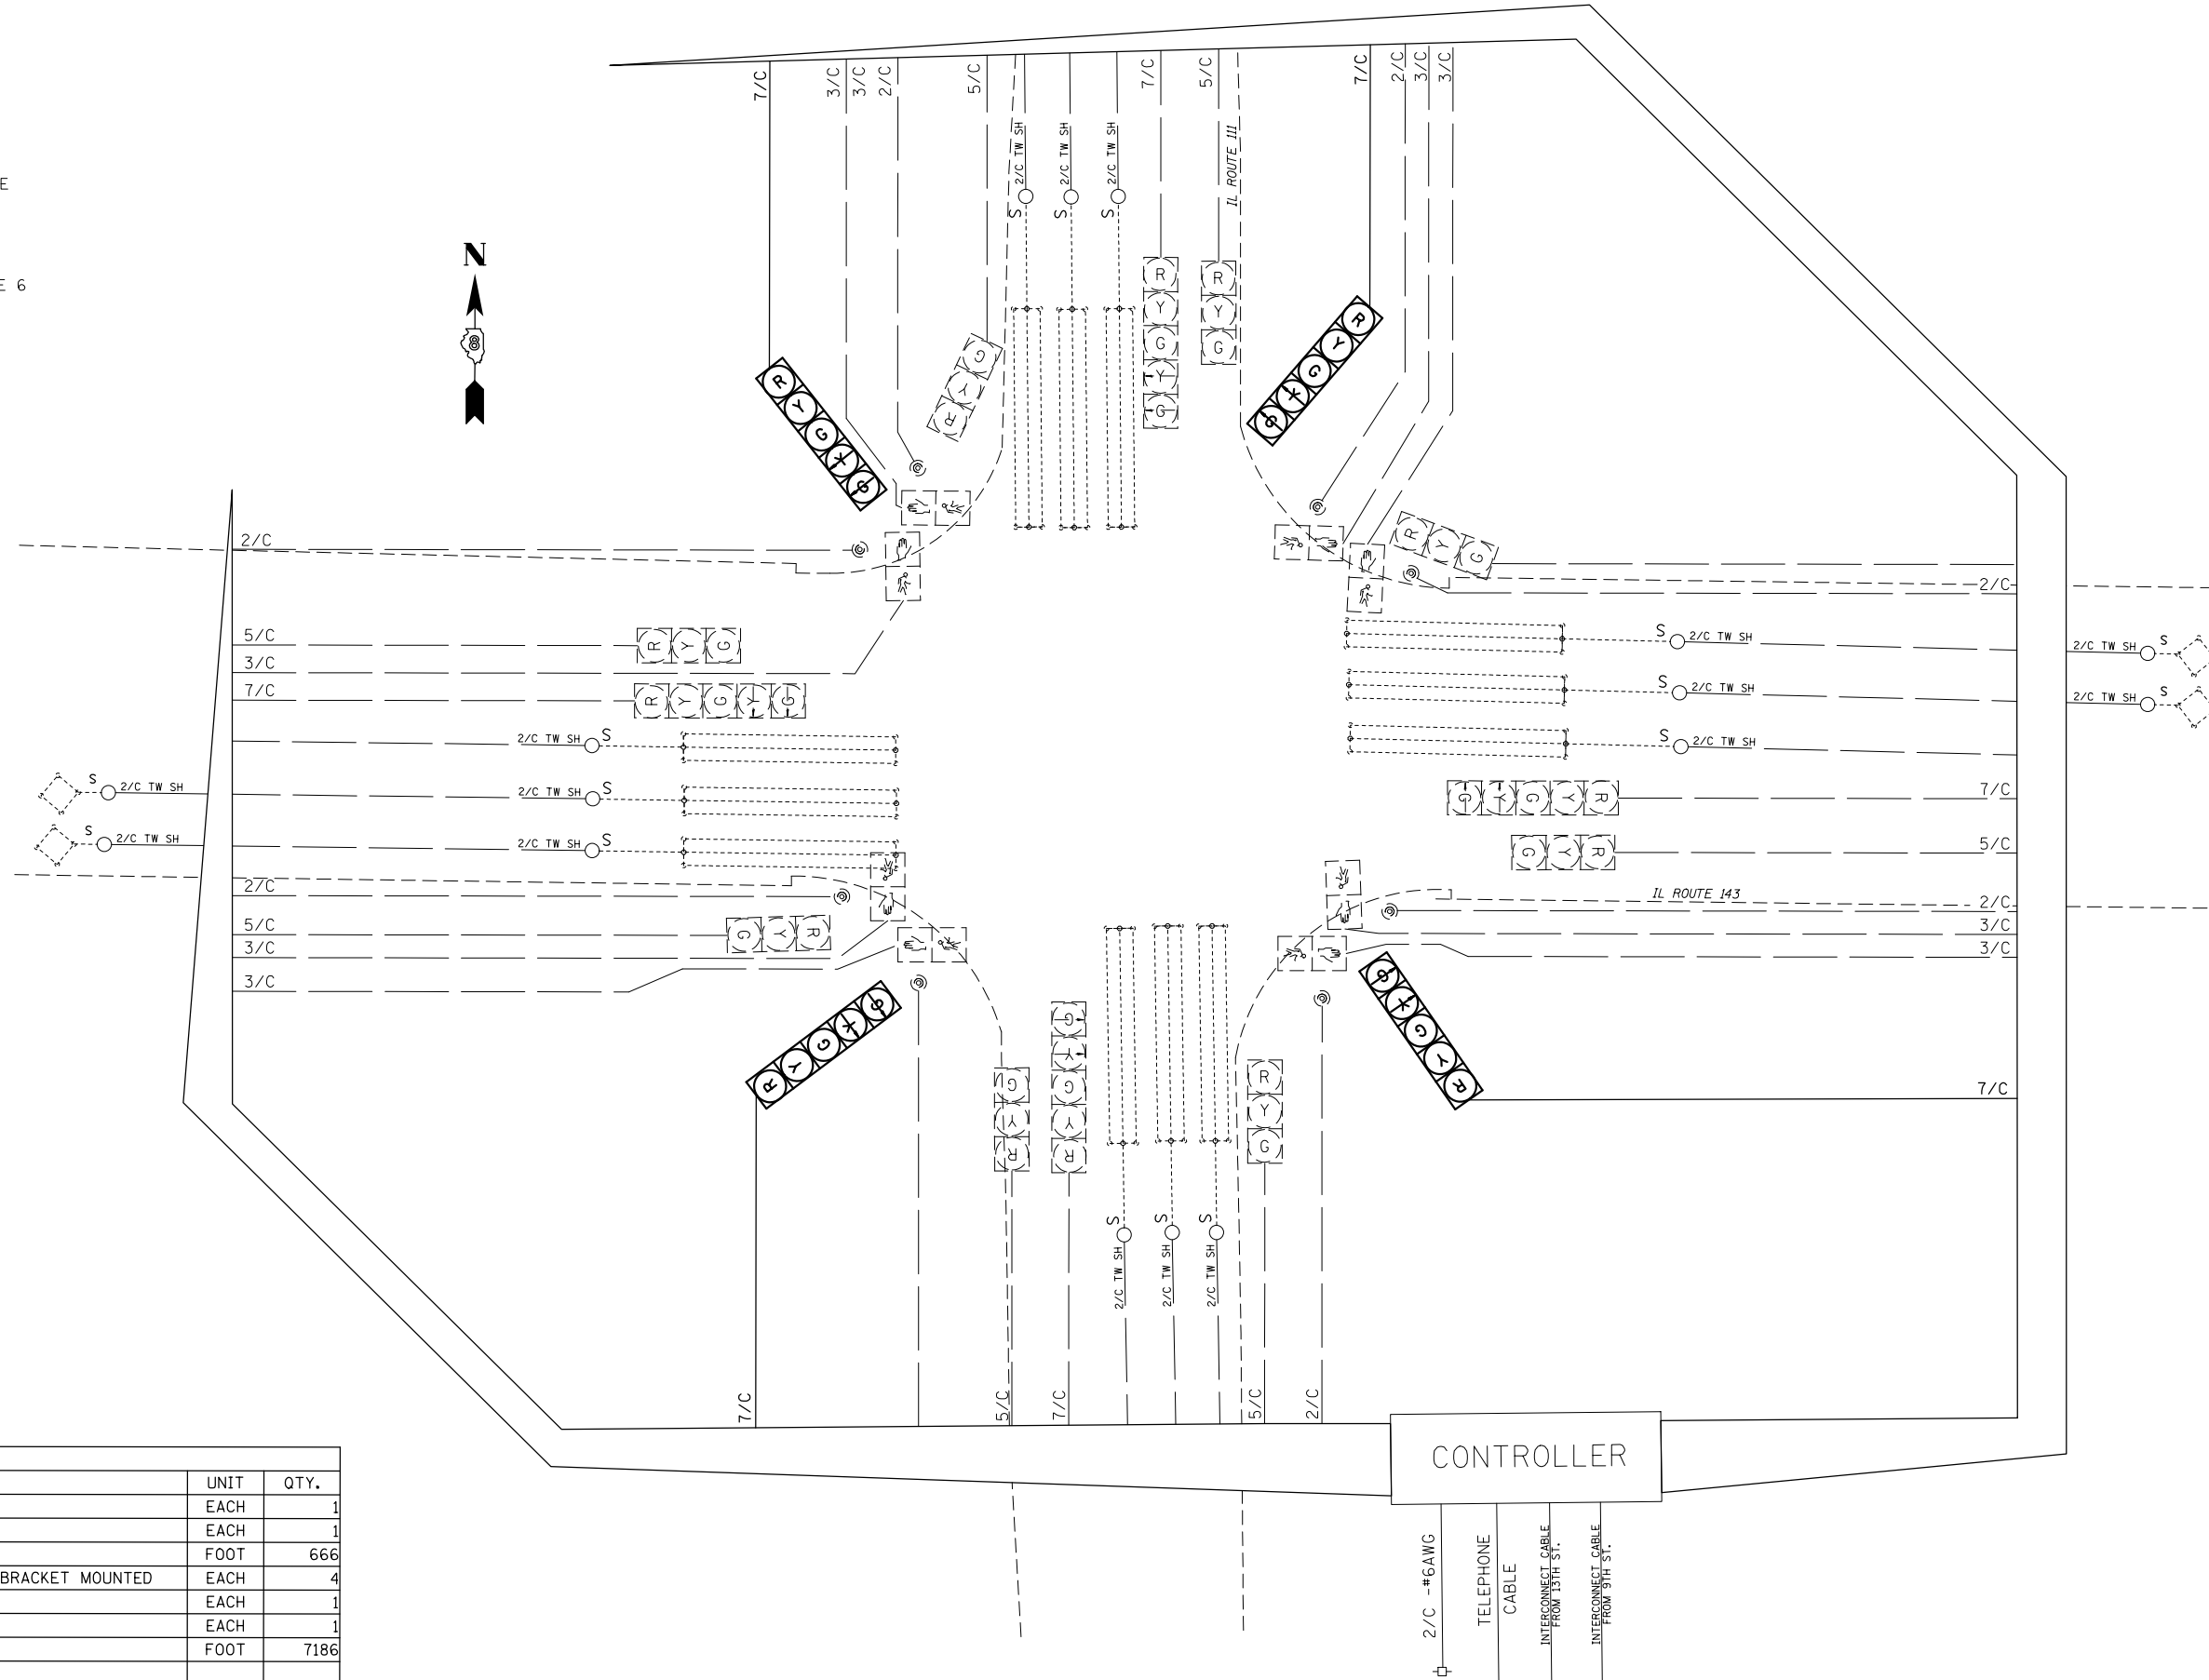 7/C
3/C
3/C
2/C
5/C
7/C
5/C
7/C
2/C
3/C
3/C
2/C TW SH
2/C TW SH
2/C TW SH
S
S
S
IL ROUTE 111
E
E 6
N
R
Y
G
Y
G
R
Y
G
R
Y
G
Y
G
R
Y
G
R
Y
G
Y
G
2/C
R
Y
G
2/C
5/C
R
Y
G
3/C
7/C
R
Y
G
Y
G
S
2/C TW SH
S
2/C TW SH
S
2/C TW SH
2/C TW SH
S
2/C TW SH
S
2/C TW SH
S
2/C TW SH
S
2/C TW SH
S
S
2/C TW SH
S
2/C TW SH
G
Y
G
Y
R
7/C
G
Y
R
5/C
2/C
IL ROUTE 143
2/C
5/C
G
Y
R
3/C
3/C
3/C
3/C
G
Y
G
Y
R
G
Y
G
Y
R
7/C
G
Y
R
G
Y
G
Y
R
R
Y
G
S
S
S
2/C TW SH
2/C TW SH
2/C TW SH
7/C
5/C
7/C
5/C
2/C
CONTROLLER
2/C -#6AWG
TELEPHONE
CABLE
INTERCONNECT CABLE
FROM 13TH ST.
INTERCONNECT CABLE
FROM 9TH ST.
UNIT QTY.
EACH 1
EACH 1
FOOT 666
BRACKET MOUNTED EACH 4
EACH 1
EACH 1
FOOT 7186